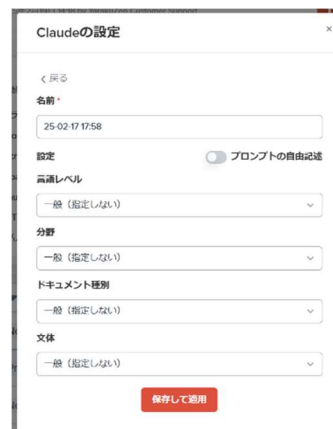 Claudeの設定
×
戻る
名前*
25-02-17 17:58
設定
プロンプトの自由記述
言語レベル
一般（指定しない）
分野
一般（指定しない）
ドキュメント種別
一般（指定しない）
文体
一般（指定しない）
保存して適用